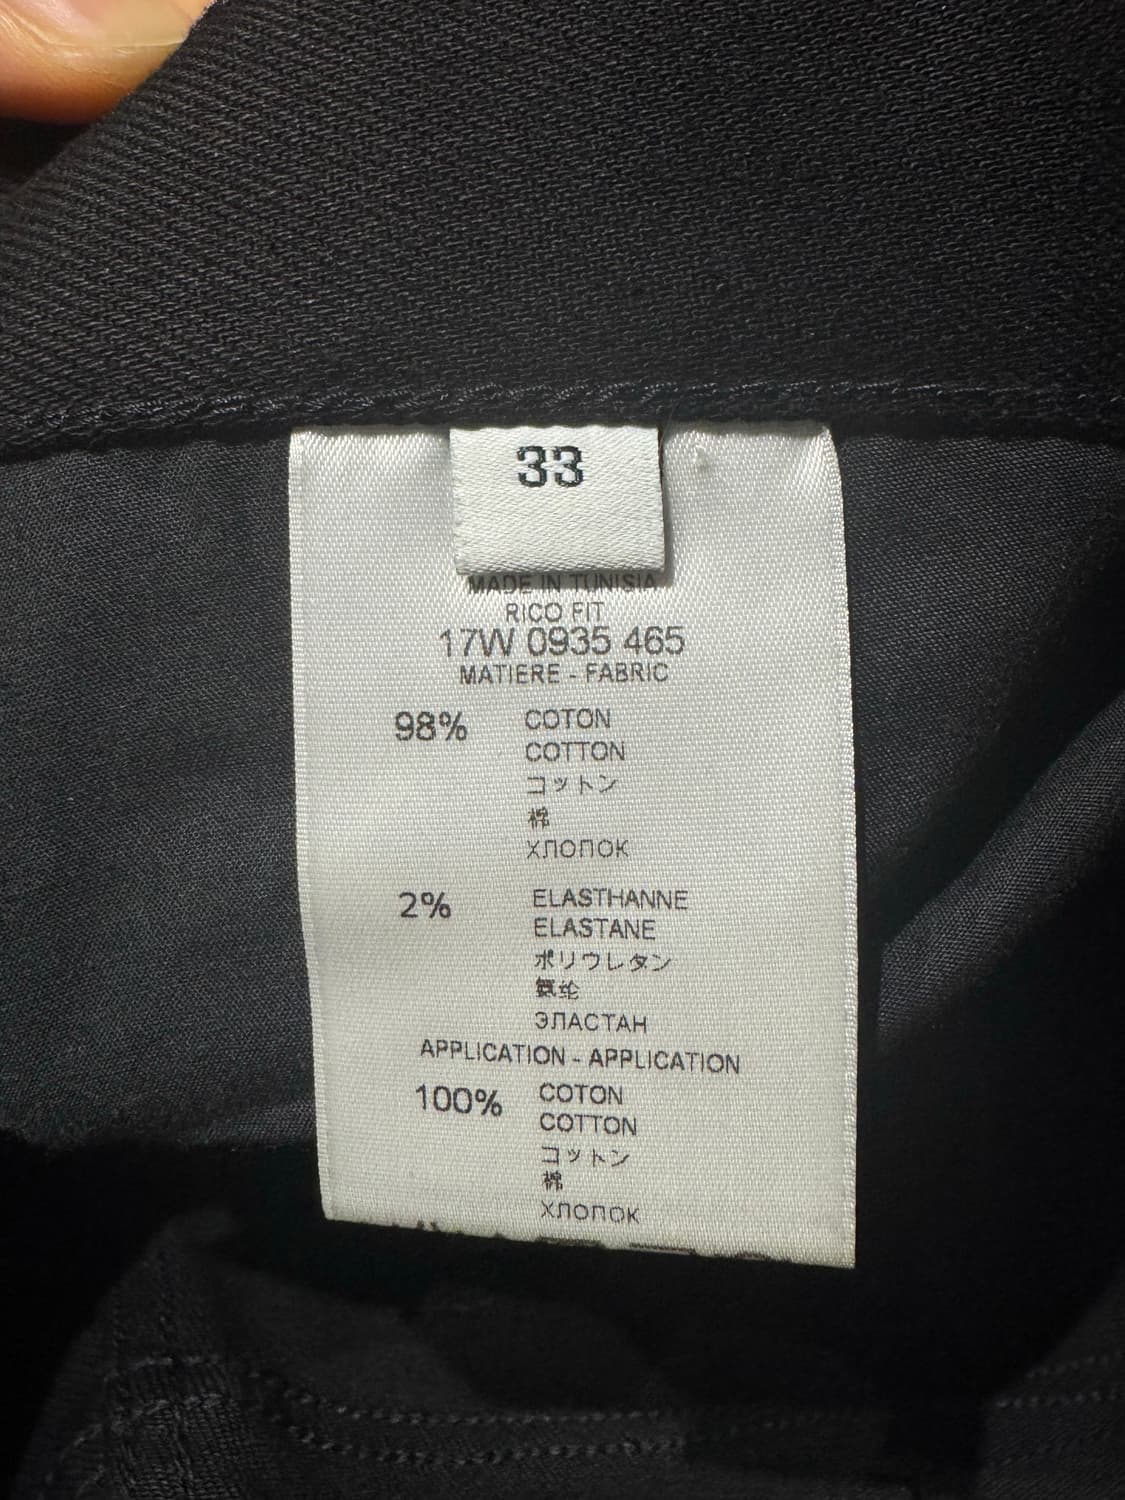 33
MADE IN TUNISIA
RICO FIT
17W 0935 465
MATIERE - FABRIC
98% COTON
COTTON
コットン
棉
ХЛОПОК
2% ELASTHANNE
ELASTANE
ポリウレタン
氨纶
ЭЛАСТАН
APPLICATION - APPLICATION
100% COTON
COTTON
コットン
棉
ХЛОПОК